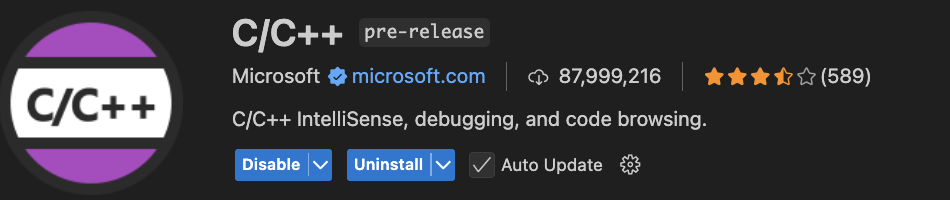 C/C++
C/C++ pre-release
Microsoft microsoft.com 87,999,216 (589)
C/C++ IntelliSense, debugging, and code browsing.
Disable Uninstall Auto Update